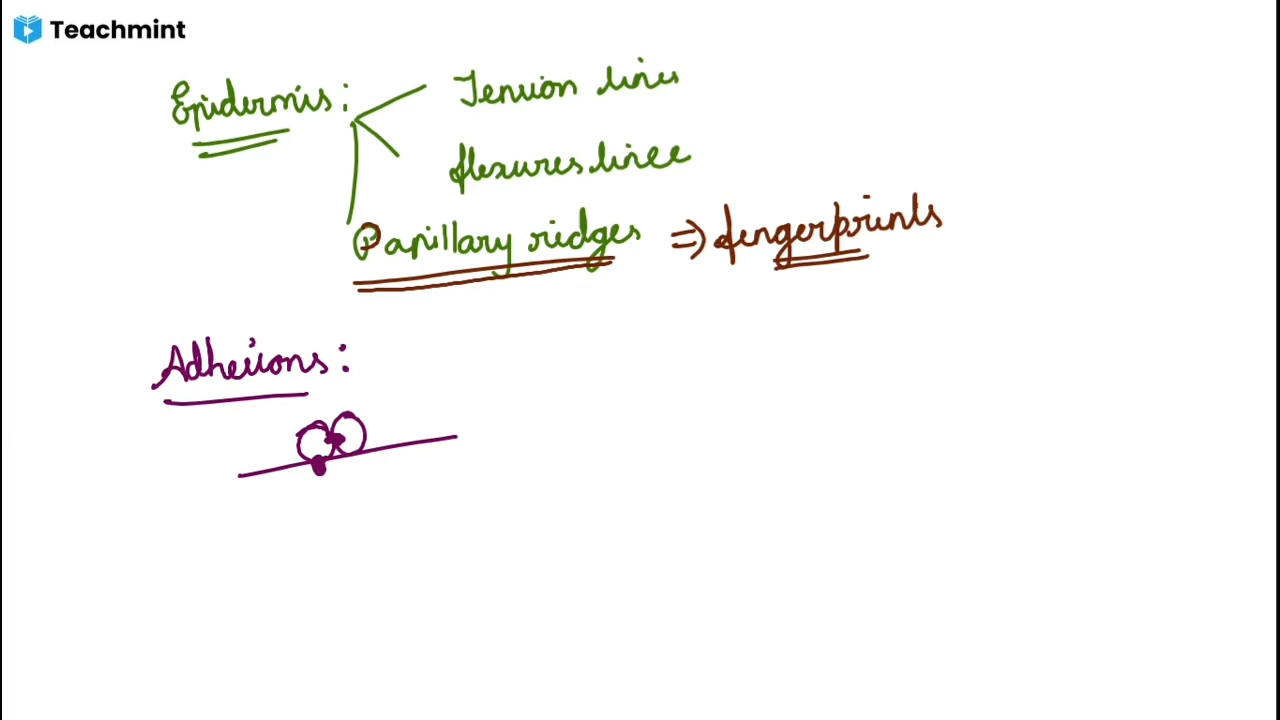 Teachmint
Epidermis:
Tension lines
flexures lines
Papillary ridges ⇒ fingerprints
Adhesions: